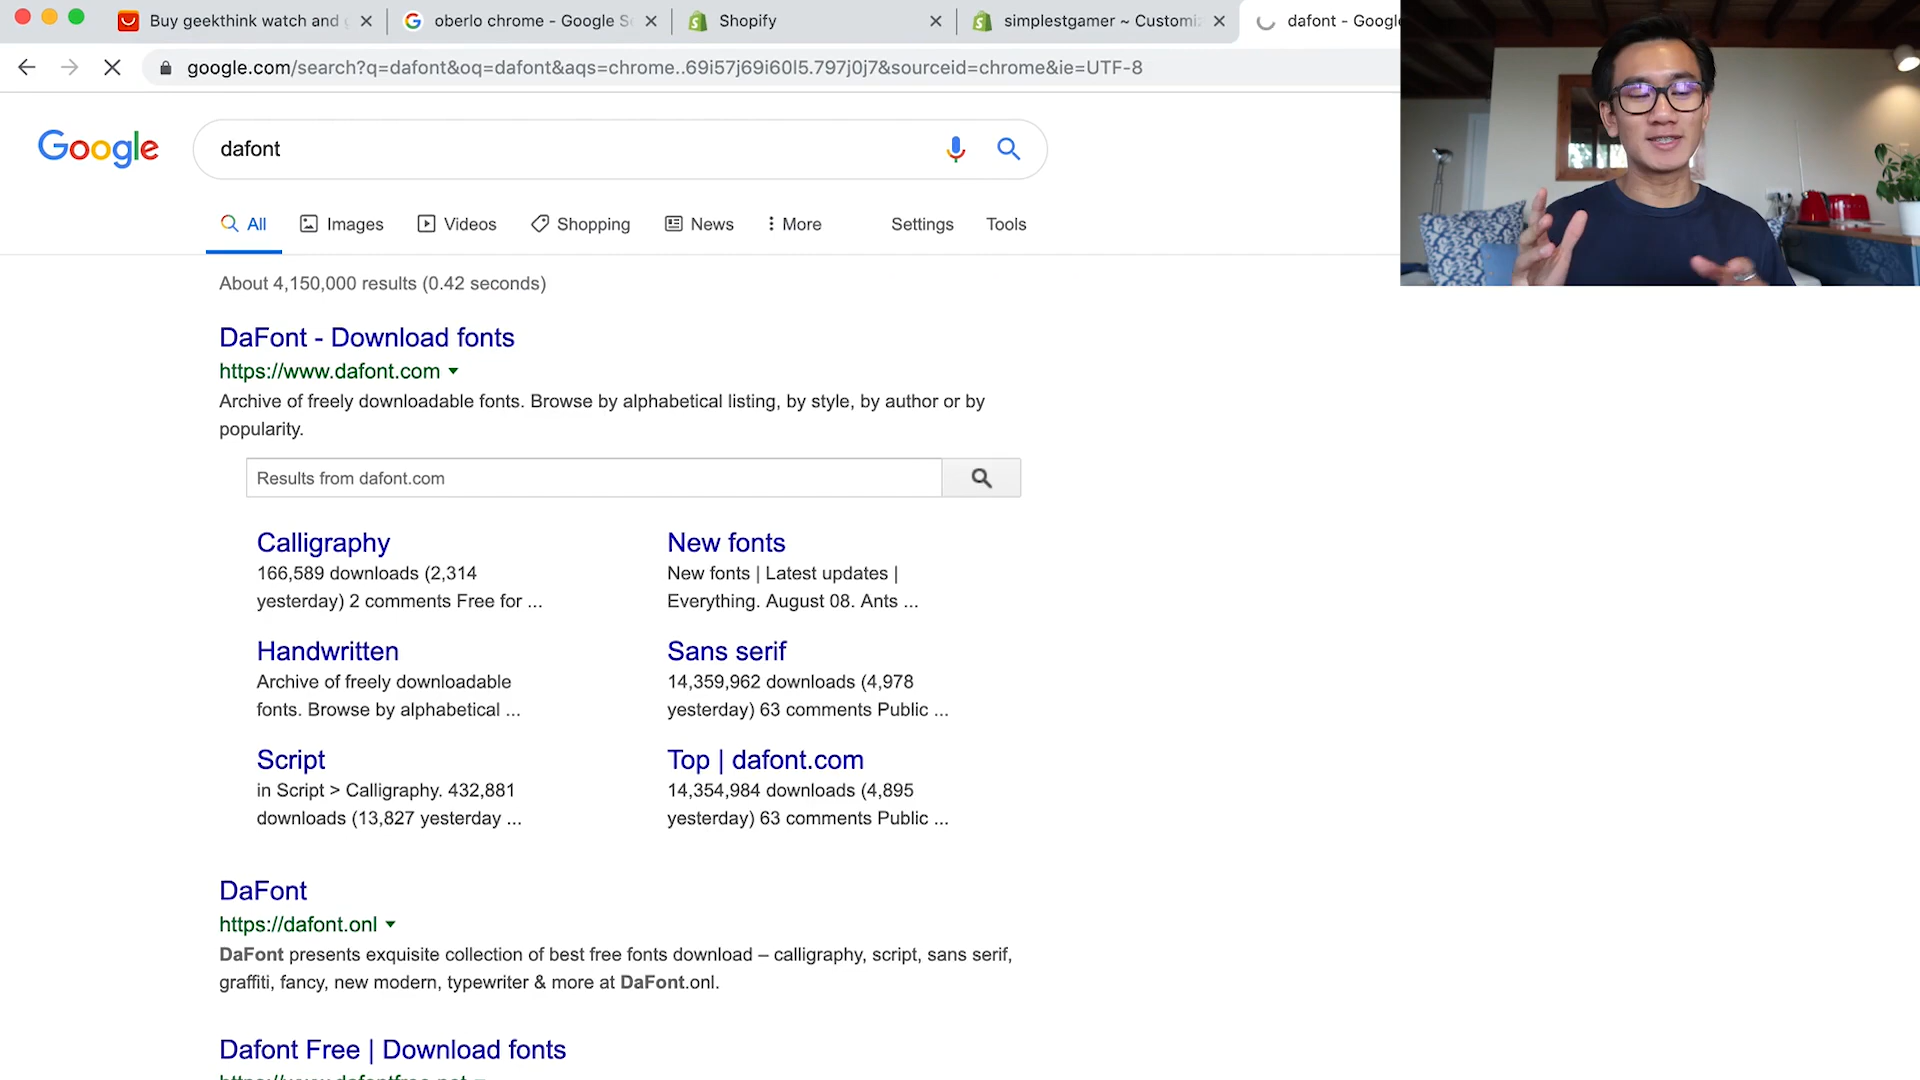 Buy geekthink watch and
oberlo chrome - Google S
Shopify
simplestgamer ~ Customi
dafont - Google
google.com/search?q=dafont&oq=dafont&aqs=chrome..69i57j69i60l5.797j0j7&sourceid=chrome&ie=UTF-8
Google
dafont
All
Images
Videos
Shopping
News
More
Settings
Tools
About 4,150,000 results (0.42 seconds)
DaFont - Download fonts
https://www.dafont.com
Archive of freely downloadable fonts. Browse by alphabetical listing, by style, by author or by
popularity.
Results from dafont.com
Calligraphy
166,589 downloads (2,314
yesterday) 2 comments Free for ...
New fonts
New fonts | Latest updates |
Everything. August 08. Ants ...
Handwritten
Archive of freely downloadable
fonts. Browse by alphabetical ...
Sans serif
14,359,962 downloads (4,978
yesterday) 63 comments Public ...
Script
in Script > Calligraphy. 432,881
downloads (13,827 yesterday ...
Top | dafont.com
14,354,984 downloads (4,895
yesterday) 63 comments Public ...
DaFont
https://dafont.onl
DaFont presents exquisite collection of best free fonts download – calligraphy, script, sans serif,
graffiti, fancy, new modern, typewriter & more at DaFont.onl.
Dafont Free | Download fonts